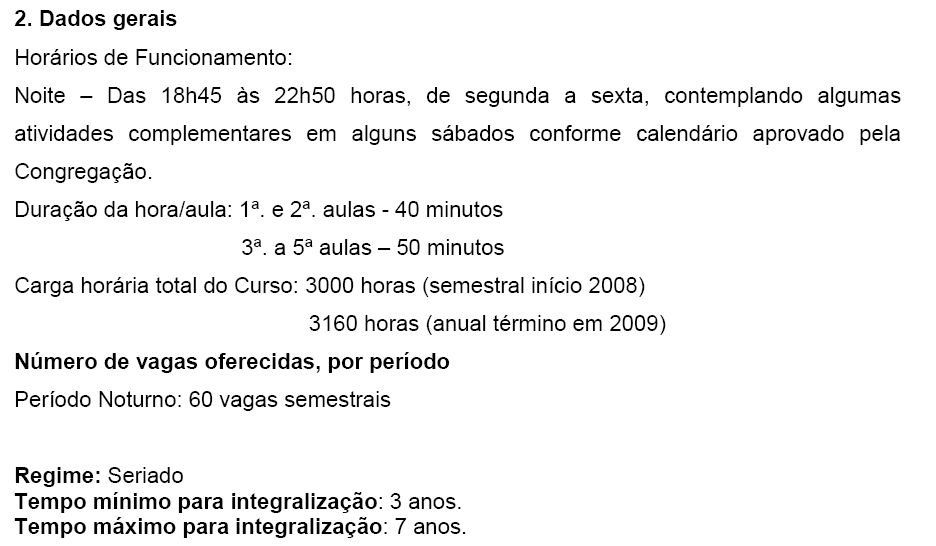 2. Dados gerais
Horários de Funcionamento:
Noite – Das 18h45 às 22h50 horas, de segunda a sexta, contemplando algumas
atividades complementares em alguns sábados conforme calendário aprovado pela
Congregação.
Duração da hora/aula: 1ª. e 2ª. aulas - 40 minutos
3ª. a 5ª aulas – 50 minutos
Carga horária total do Curso: 3000 horas (semestral início 2008)
3160 horas (anual término em 2009)
Número de vagas oferecidas, por período
Período Noturno: 60 vagas semestrais
Regime: Seriado
Tempo mínimo para integralização: 3 anos.
Tempo máximo para integralização: 7 anos.